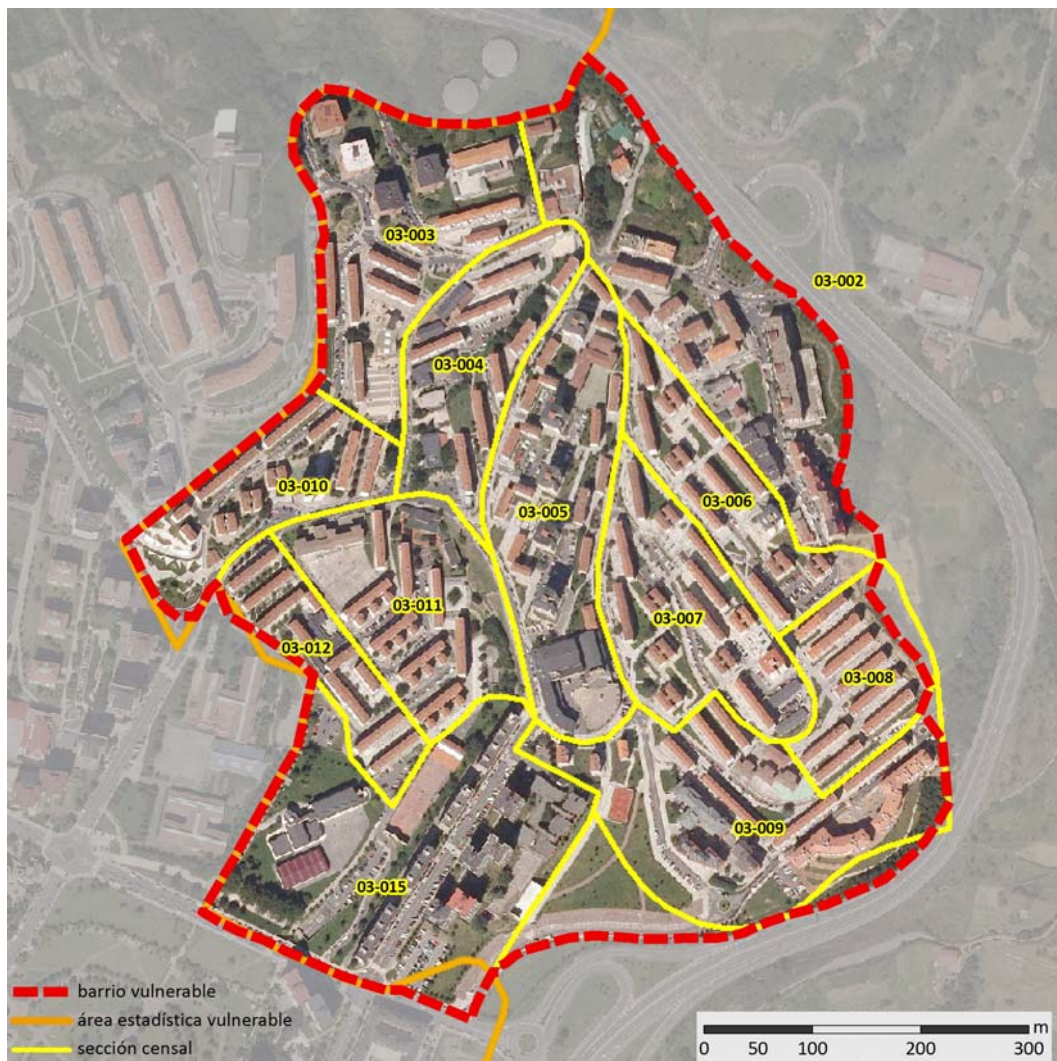 03-003
03-002
03-004
03-010
03-005
03-006
03-011
03-007
03-012
03-008
03-009
03-015
barrio vulnerable
área estadística vulnerable
sección censal
m
0 50 100 200 300